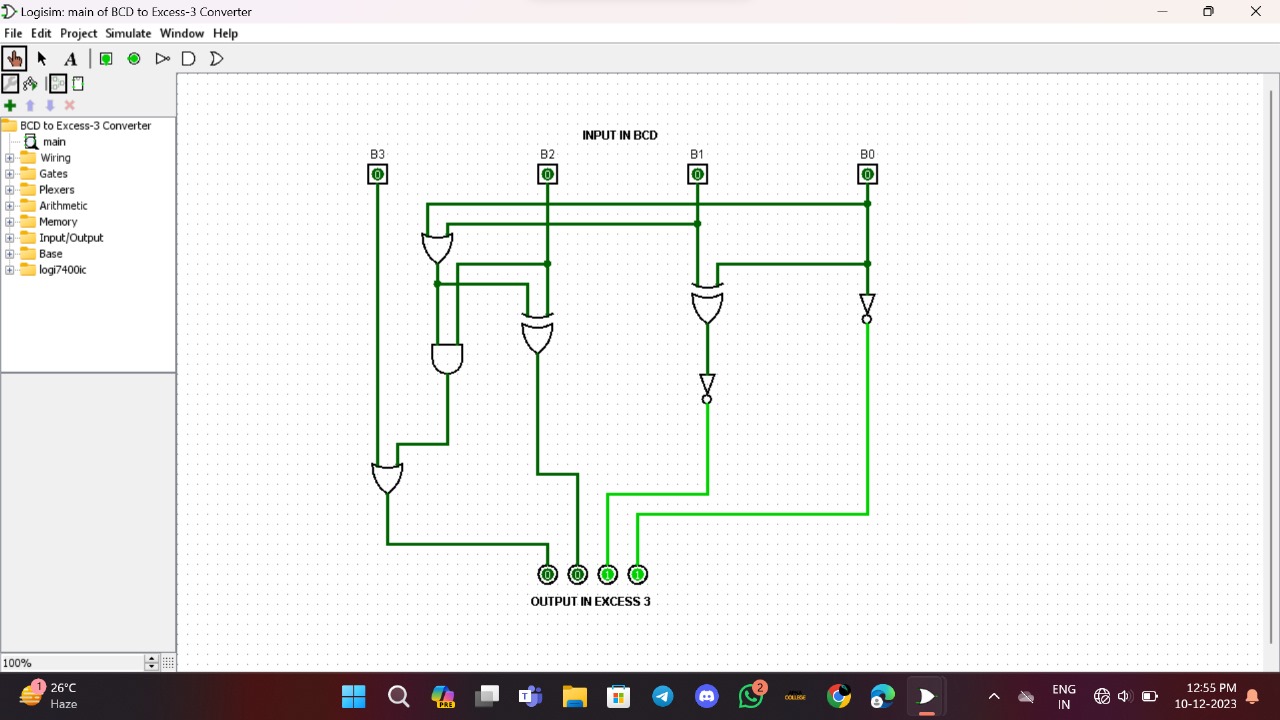 Logisim: main of BCD to Excess-3 Converter
File Edit Project Simulate Window Help
BCD to Excess-3 Converter
main
Wiring
Gates
Plexers
Arithmetic
Memory
Input/Output
Base
logi7400ic
INPUT IN BCD
B3 B2 B1 B0
0 0 0 0
0 0 1 1
OUTPUT IN EXCESS 3
100%
1
26°C
Haze
PRE
COLLEGE
2
ENG
IN
12:55 PM
10-12-2023